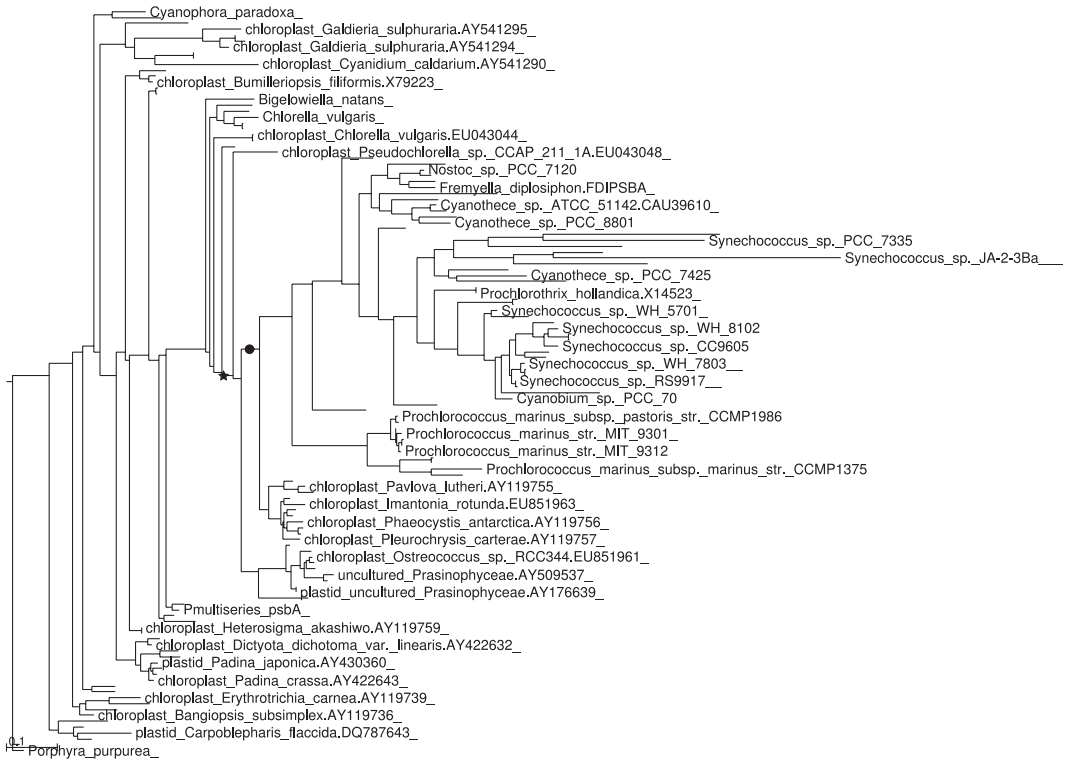 Cyanophora_paradoxa_
chloroplast_Galdieria_sulphuraria.AY541295_
chloroplast_Galdieria_sulphuraria.AY541294_
chloroplast_Cyanidium_caldarium.AY541290_
chloroplast_Bumilleriopsis_filiformis.X79223_
Bigelowiella_natans_
Chlorella_vulgaris_
chloroplast_Chlorella_vulgaris.EU043044_
chloroplast_Pseudochlorella_sp._CCAP_211_1A.EU043048_
Nostoc_sp._PCC_7120
Fremyella_diplosiphon.FDIPSBA_
Cyanothece_sp._ATCC_51142.CAU39610_
Cyanothece_sp._PCC_8801
Synechococcus_sp._PCC_7335
Synechococcus_sp._JA-2-3Ba___
Cyanothece_sp._PCC_7425
Prochlorothrix_hollandica.X14523_
Synechococcus_sp._WH_5701_
Synechococcus_sp._WH_8102
Synechococcus_sp._CC9605
Synechococcus_sp._WH_7803__
Synechococcus_sp._RS9917__
Cyanobium_sp._PCC_70
Prochlorococcus_marinus_subsp._pastoris_str._CCMP1986
Prochlorococcus_marinus_str._MIT_9301_
Prochlorococcus_marinus_str._MIT_9312
Prochlorococcus_marinus_subsp._marinus_str._CCMP1375
chloroplast_Pavlova_lutheri.AY119755_
chloroplast_Imantonia_rotunda.EU851963_
chloroplast_Phaeocystis_antarctica.AY119756_
chloroplast_Pleurochrysis_carterae.AY119757_
chloroplast_Ostreococcus_sp._RCC344.EU851961_
uncultured_Prasinophyceae.AY509537_
plastid_uncultured_Prasinophyceae.AY176639_
Pmultiseries_psbA_
chloroplast_Heterosigma_akashiwo.AY119759_
chloroplast_Dictyota_dichotoma_var._linearis.AY422632_
plastid_Padina_japonica.AY430360_
chloroplast_Padina_crassa.AY422643_
chloroplast_Erythrotrichia_carnea.AY119739_
chloroplast_Bangiopsis_subsimplex.AY119736_
plastid_Carpoblepharis_flaccida.DQ787643_
0.1
Porphyra_purpurea_